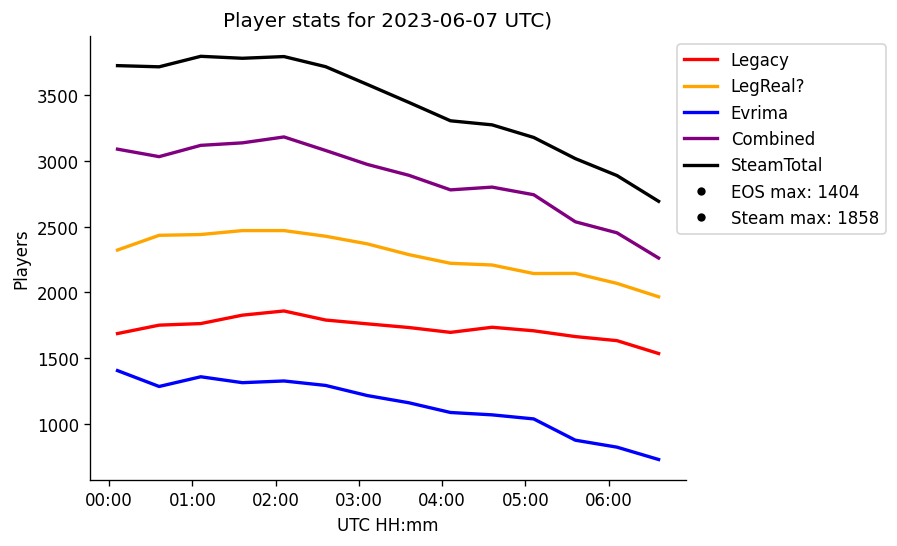 Player stats for 2023-06-07 UTC)
Legacy
LegReal?
Evrima
Combined
SteamTotal
EOS max: 1404
Steam max: 1858
Players
3500
3000
2500
2000
1500
1000
00:00 01:00 02:00 03:00 04:00 05:00 06:00
UTC HH:mm